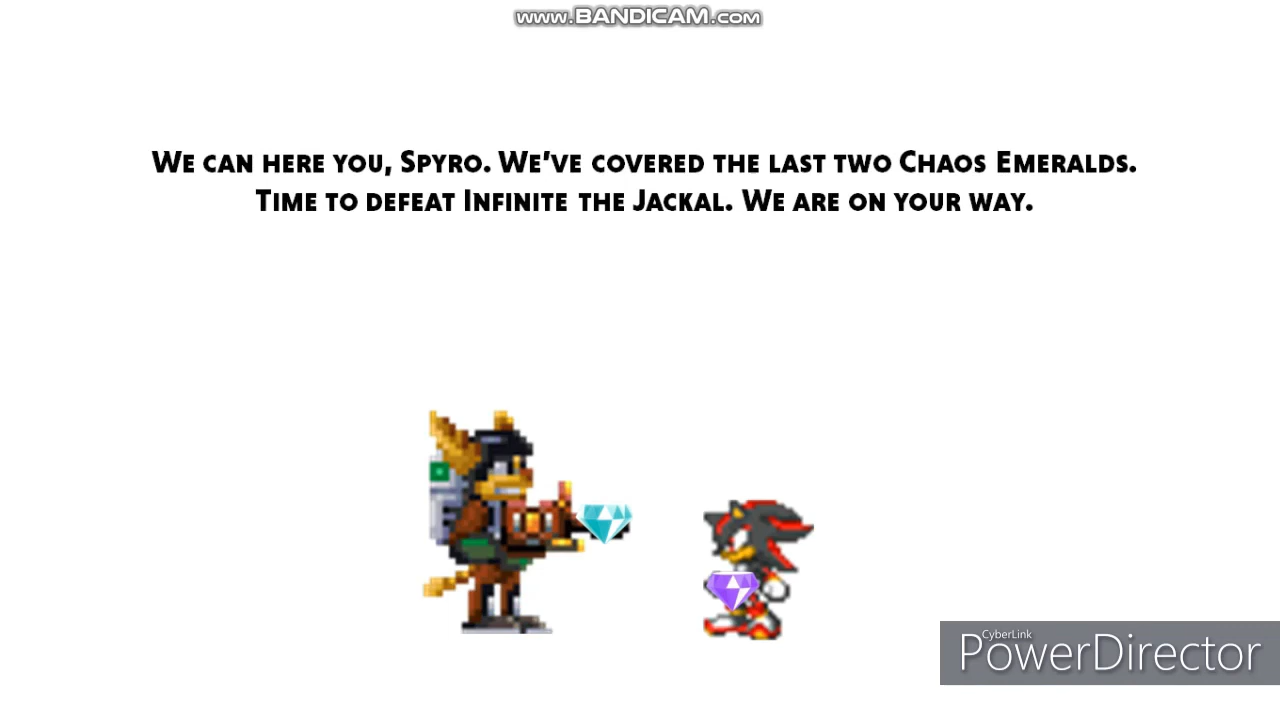 www.BANDICAM.com
We can here you, Spyro. We've covered the last two Chaos Emeralds.
Time to defeat Infinite the Jackal. We are on your way.
CyberLink
PowerDirector